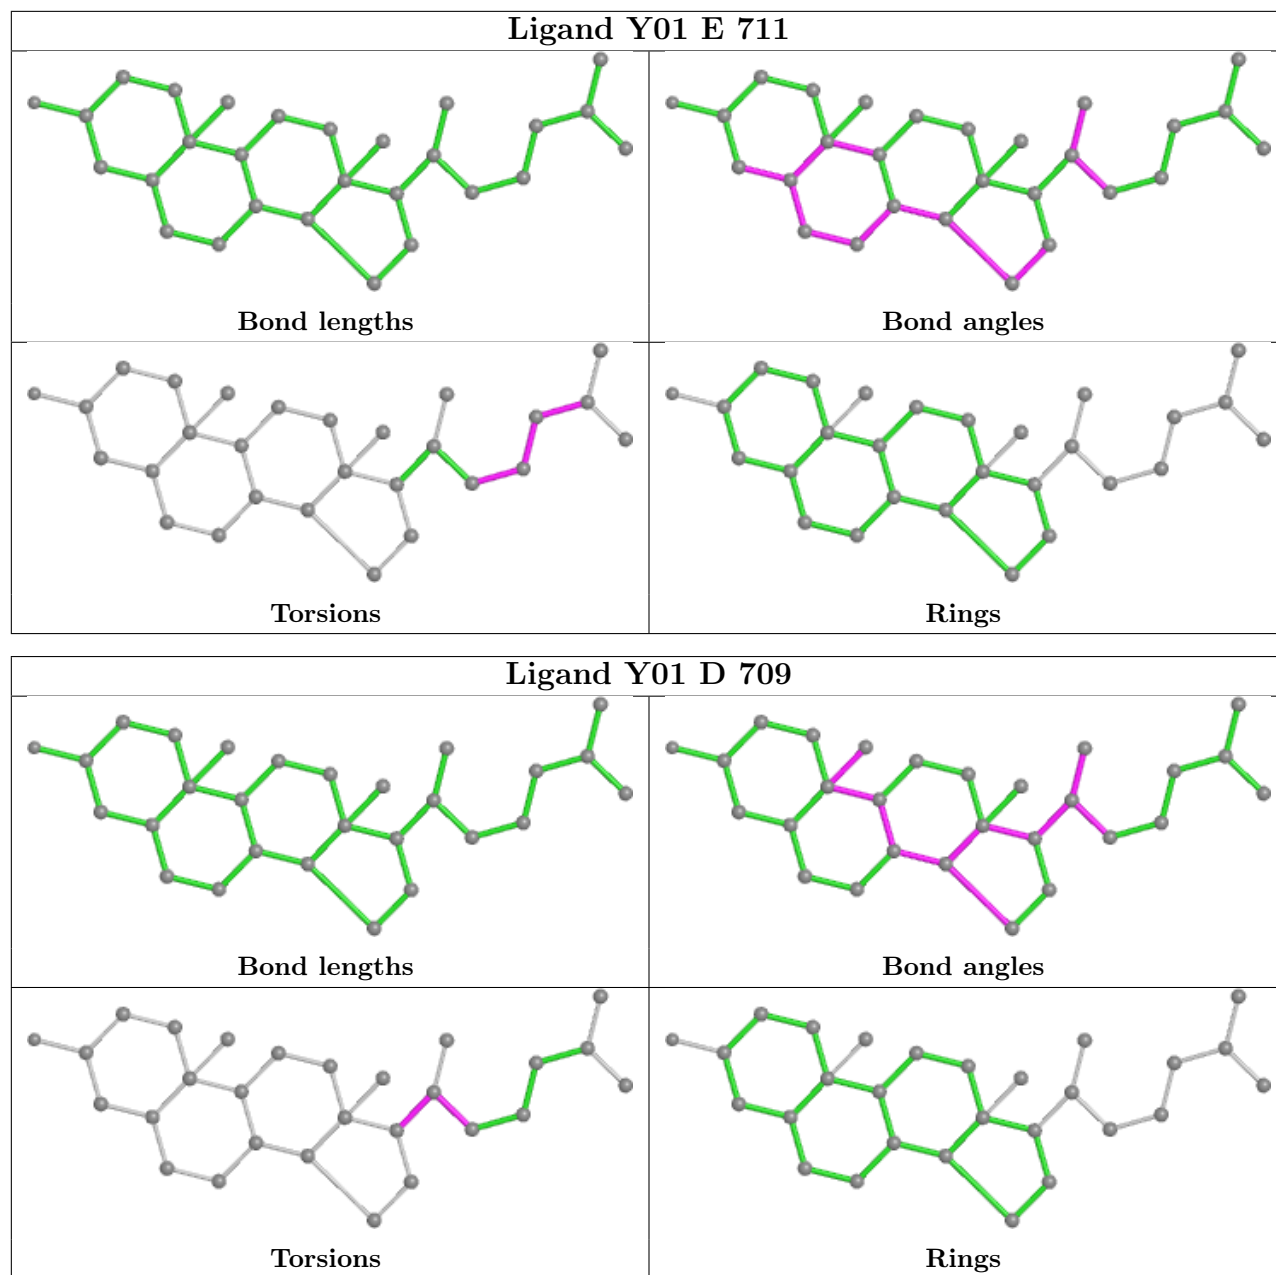 Ligand Y01 E 711
Bond lengths
Bond angles
Torsions
Rings
Ligand Y01 D 709
Bond lengths
Bond angles
Torsions
Rings